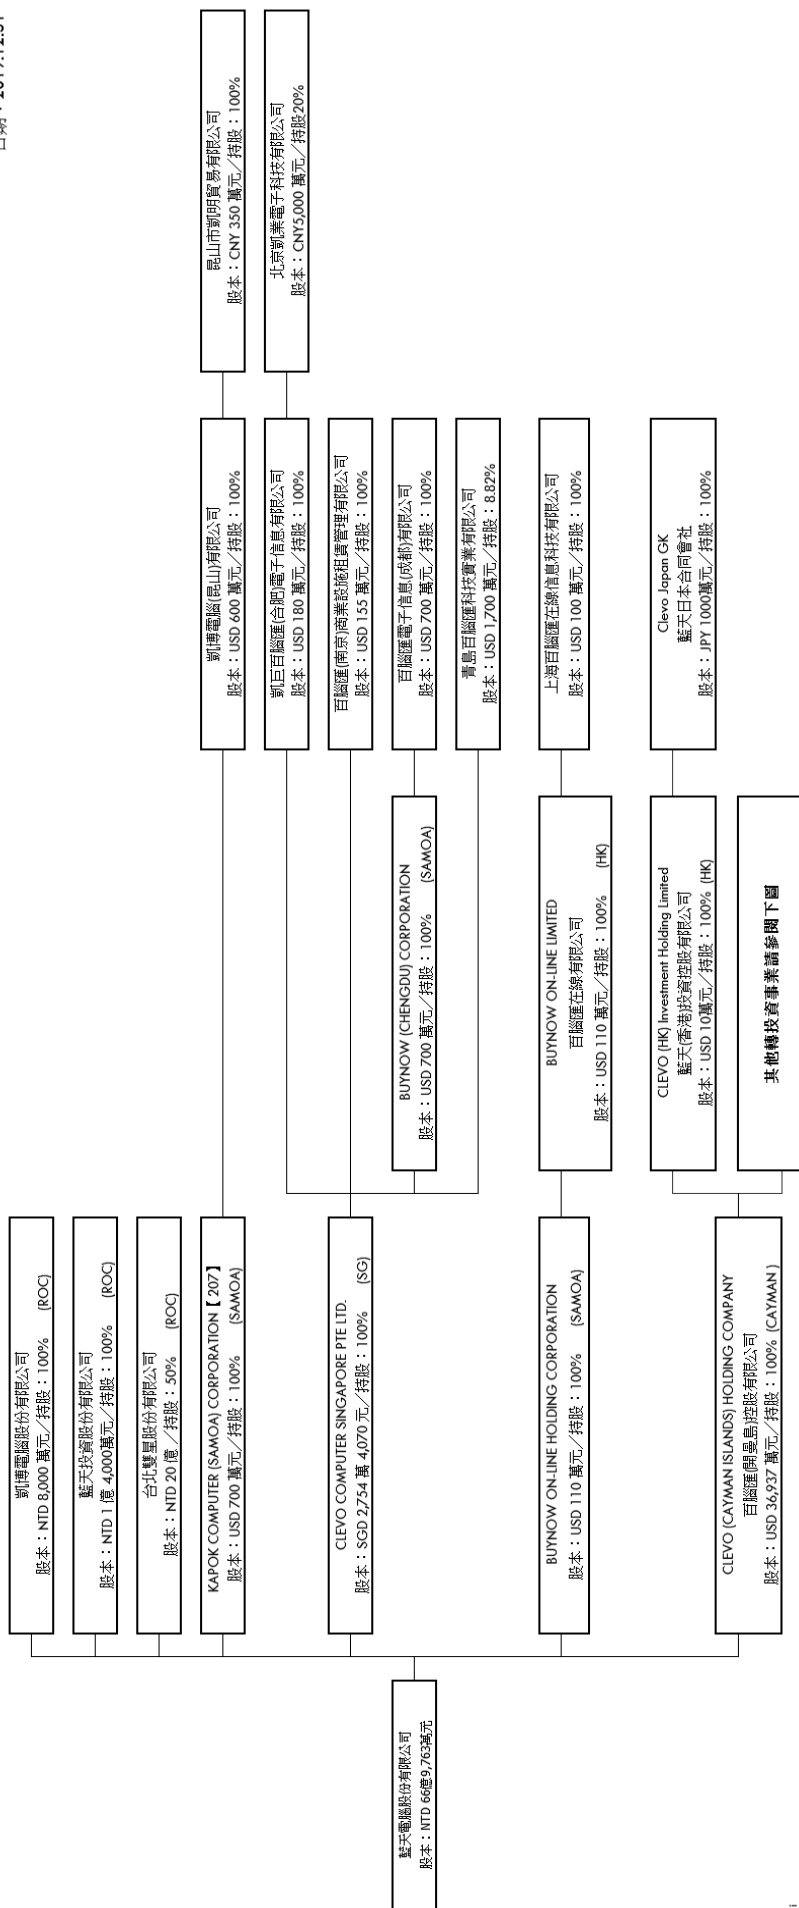 日期：2019.12.31
藍天電腦股份有限公司
股本：NTD 66億9,763萬元
凱博電腦股份有限公司
股本：NTD 8,000 萬元／持股：100% (ROC)
藍天投資股份有限公司
股本：NTD 1 億 4,000萬元／持股：100% (ROC)
台北雙星股份有限公司
股本：NTD 20 億／持股：50% (ROC)
KAPOK COMPUTER (SAMOA) CORPORATION【207】
股本：USD 700 萬元／持股：100% (SAMOA)
凱博電腦(昆山)有限公司
股本：USD 600 萬元／持股：100%
昆山市凱明貿易有限公司
股本：CNY 350 萬元／持股：100%
CLEVO COMPUTER SINGAPORE PTE LTD.
股本：SGD 2,754 萬 4,070 元／持股：100% (SG)
凱巨百腦匯(合肥)電子信息有限公司
股本：USD 180 萬元／持股：100%
北京凱業電子科技有限公司
股本：CNY5,000 萬元／持股20%
百腦匯(南京)商業設施租賃管理有限公司
股本：USD 155 萬元／持股：100%
BUYNOW (CHENGDU) CORPORATION
股本：USD 700 萬元／持股：100% (SAMOA)
百腦匯電子信息(成都)有限公司
股本：USD 700 萬元／持股：100%
青島百腦匯科技實業有限公司
股本：USD 1,700 萬元／持股：8.82%
BUYNOW ON-LINE HOLDING CORPORATION
股本：USD 110 萬元／持股：100% (SAMOA)
BUYNOW ON-LINE LIMITED
百腦匯在線有限公司
股本：USD 110 萬元／持股：100% (HK)
上海百腦匯在線信息科技有限公司
股本：USD 100 萬元／持股：100%
CLEVO (CAYMAN ISLANDS) HOLDING COMPANY
百腦匯(開曼島)控股有限公司
股本：USD 36,937 萬元／持股：100% (CAYMAN )
CLEVO (HK) Investment Holding Limited
藍天(香港)投資控股有限公司
股本：USD 10萬元／持股：100% (HK)
Clevo Japan GK
藍天日本合同會社
股本：JPY 1000萬元／持股：100%
其他轉投資事業請參閱下圖